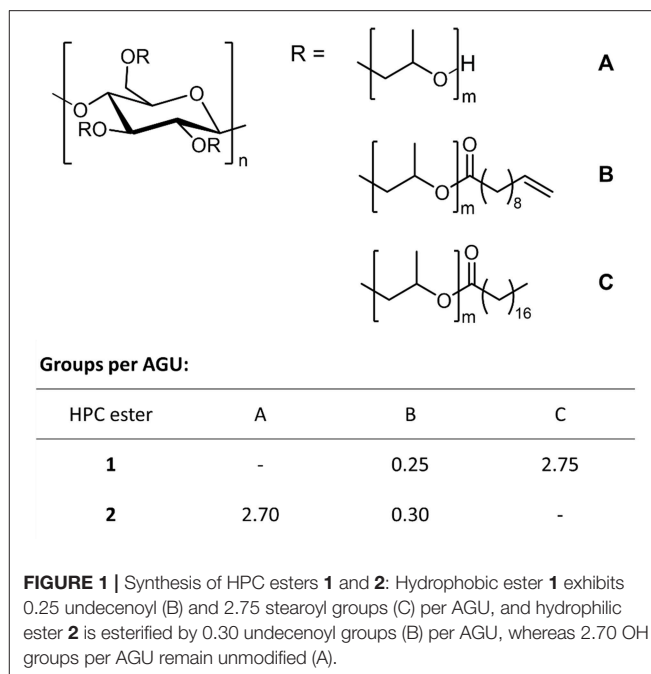 OR
O
O
RO
OR
n
R =
O
H
m
A
O
O
m
8
B
O
O
m
16
C
Groups per AGU:
HPC ester A B C
1 - 0.25 2.75
2 2.70 0.30 -
FIGURE 1 | Synthesis of HPC esters 1 and 2: Hydrophobic ester 1 exhibits
0.25 undecenoyl (B) and 2.75 stearoyl groups (C) per AGU, and hydrophilic
ester 2 is esterified by 0.30 undecenoyl groups (B) per AGU, whereas 2.70 OH
groups per AGU remain unmodified (A).